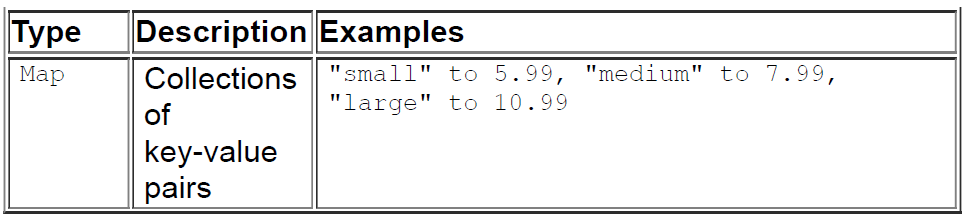 Type Description Examples
Map Collections of key-value pairs "small" to 5.99, "medium" to 7.99,
"large" to 10.99